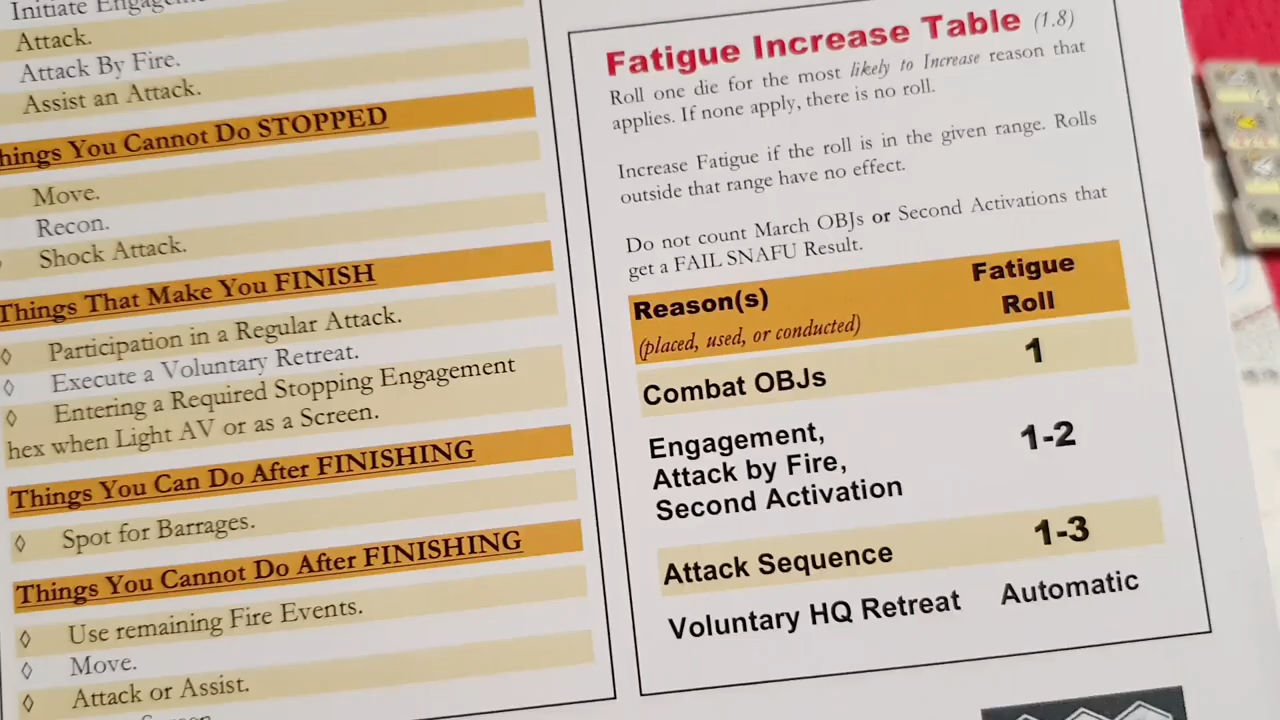 Initiate
Attack.
Attack By Fire.
Assist an Attack.
Things You Cannot Do STOPPED
Move.
Recon.
Shock Attack.
Things That Make You FINISH
◊ Participation in a Regular Attack.
◊ Execute a Voluntary Retreat.
◊ Entering a Required Stopping Engagement
hex when Light AV or as a Screen.
Things You Can Do After FINISHING
◊ Spot for Barrages.
Things You Cannot Do After FINISHING
◊ Use remaining Fire Events.
◊ Move.
◊ Attack or Assist.
Fatigue Increase Table (1.8)
Roll one die for the most likely to Increase reason that
applies. If none apply, there is no roll.
Increase Fatigue if the roll is in the given range. Rolls
outside that range have no effect.
Do not count March OBJs or Second Activations that
get a FAIL SNAFU Result.
Reason(s) Fatigue
(placed, used, or conducted) Roll
Combat OBJs 1
Engagement,
Attack by Fire, 1-2
Second Activation
Attack Sequence 1-3
Voluntary HQ Retreat Automatic